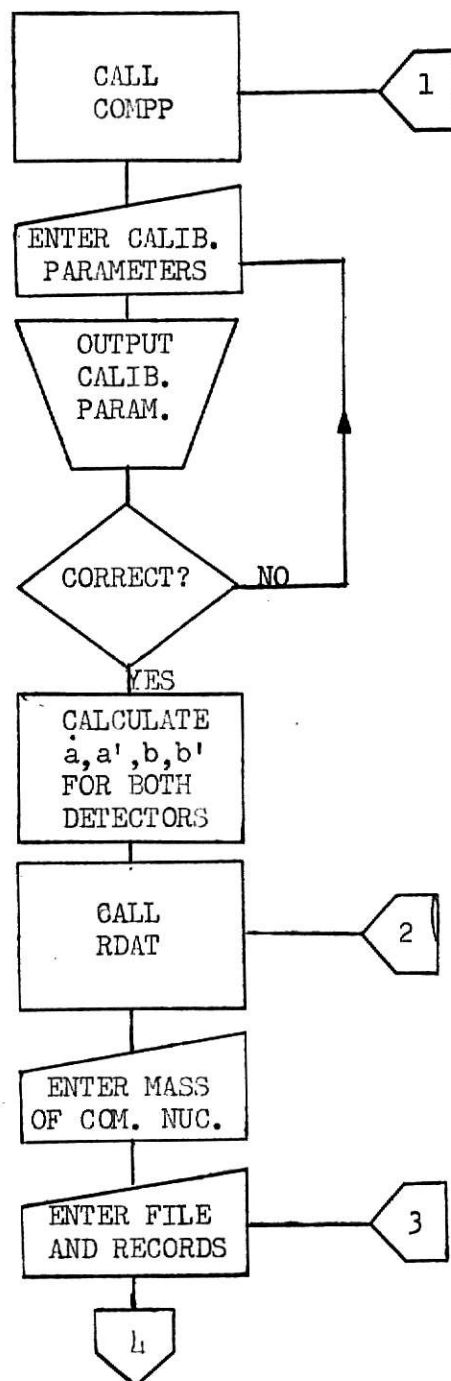 CALL
COMPP
1
ENTER CALIB.
PARAMETERS
OUTPUT
CALIB.
PARAM.
CORRECT?
NO
YES
CALCULATE
a,a',b,b'
FOR BOTH
DETECTORS
CALL
RDAT
2
ENTER MASS
OF COM. NUC.
ENTER FILE
AND RECORDS
3
4